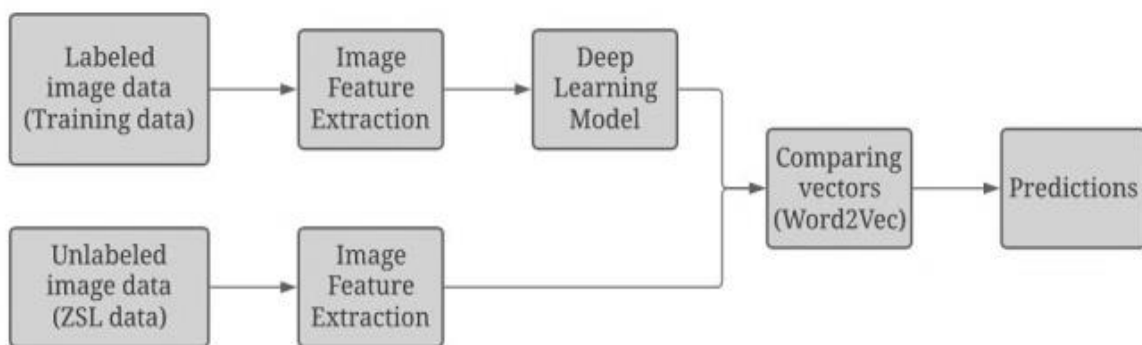 Labeled
image data
(Training data)
Image
Feature
Extraction
Deep
Learning
Model
Comparing
vectors
(Word2Vec)
Predictions
Unlabeled
image data
(ZSL data)
Image
Feature
Extraction